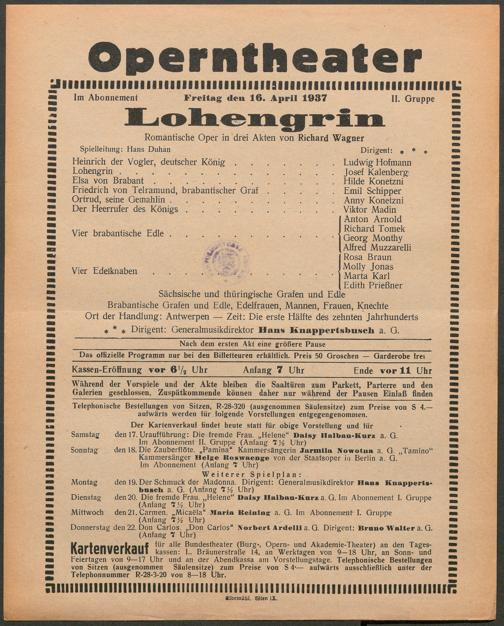 Operntheater
Im Abonnement Freitag den 16. April 1937 II. Gruppe
Lohengrin
Romantische Oper in drei Akten von Richard Wagner
Spielleitung: Hans Duhan Dirigent: * * *
Heinrich der Vogler, deutscher König . . . . . . . Ludwig Hofmann
Lohengrin . . . . . . . Josef Kalenberg
Elsa von Brabant . . . . . . . Hilde Konetzni
Friedrich von Telramund, brabantischer Graf . . . . . Emil Schipper
Ortrud, seine Gemahlin . . . . . . . Anny Konetzni
Der Heerrufer des Königs . . . . . . . Viktor Madin
Vier brabantische Edle . . . . . . .
Anton Arnold
Richard Tomek
Georg Monthy
Alfred Muzzarelli
Vier Edelknaben . . . . . . .
Rosa Braun
Molly Jonas
Marta Karl
Edith Prießner
Sächsische und thüringische Grafen und Edle
Brabantische Grafen und Edle, Edelfrauen, Mannen, Frauen, Knechte
Ort der Handlung: Antwerpen — Zeit: Die erste Hälfte des zehnten Jahrhunderts
* * * Dirigent: Generalmusikdirektor Hans Knappertsbusch a. G.
Nach dem ersten Akt eine größere Pause
Das offizielle Programm nur bei den Billetteuren erhältlich. Preis 50 Groschen — Garderobe frei
Kassen-Eröffnung vor 6½ Uhr Anfang 7 Uhr Ende vor 11 Uhr
Während der Vorspiele und der Akte bleiben die Saaltüren zum Parkett, Parterre und den
Galerien geschlossen. Zuspätkommende können daher nur während der Pausen Einlaß finden
Telephonische Bestellungen von Sitzen, R-28-320 (ausgenommen Säulensitze) zum Preise von S 4.—
aufwärts werden für folgende Vorstellungen entgegengenommen.
Der Kartenverkauf findet heute statt für obige Vorstellung und für
Samstag den 17. Uraufführung: Die fremde Frau. „Helene" Daisy Halban-Kurz a. G.
Im Abonnement II. Gruppe (Anfang 7½ Uhr)
Sonntag den 18. Die Zauberflöte. „Pamina" Kammersängerin Jarmila Novotna a. G., "Tamino"
Kammersänger Helge Roswaenge von der Staatsoper in Berlin a. G.
Im Abonnement (Anfang 7 Uhr)
Weiterer Spielplan:
Montag den 19. Der Schmuck der Madonna. Dirigent: Generalmusikdirektor Hans Knapperts-
busch a. G. (Anfang 7½ Uhr)
Dienstag den 20. Die fremde Frau. „Helene" Daisy Halban-Kurz a. G. Im Abonnement I. Gruppe
(Anfang 7½ Uhr)
Mittwoch den 21. Carmen. „Micaëla" Maria Reining a. G. Im Abonnement I. Gruppe
(Anfang 7 Uhr)
Donnerstag den 22. Don Carlos. „Don Carlos" Norbert Ardelli a. G. Dirigent: Bruno Walter a. G.
(Anfang 7 Uhr)
Kartenverkauf für alle Bundestheater (Burg-, Opern- und Akademie-Theater) an den Tages-
kassen: I., Bräunerstraße 14, an Werktagen von 9—18 Uhr, an Sonn- und
Feiertagen von 9—17 Uhr und an der Abendkassa am Vorstellungstage. Telephonische Bestellungen
von Sitzen (ausgenommen Säulensitze) zum Preise von S 4·— aufwärts ausschließlich unter der
Telephonnummer R-28-3-20 von 8—18 Uhr.
Elbemühl, Wien IX.